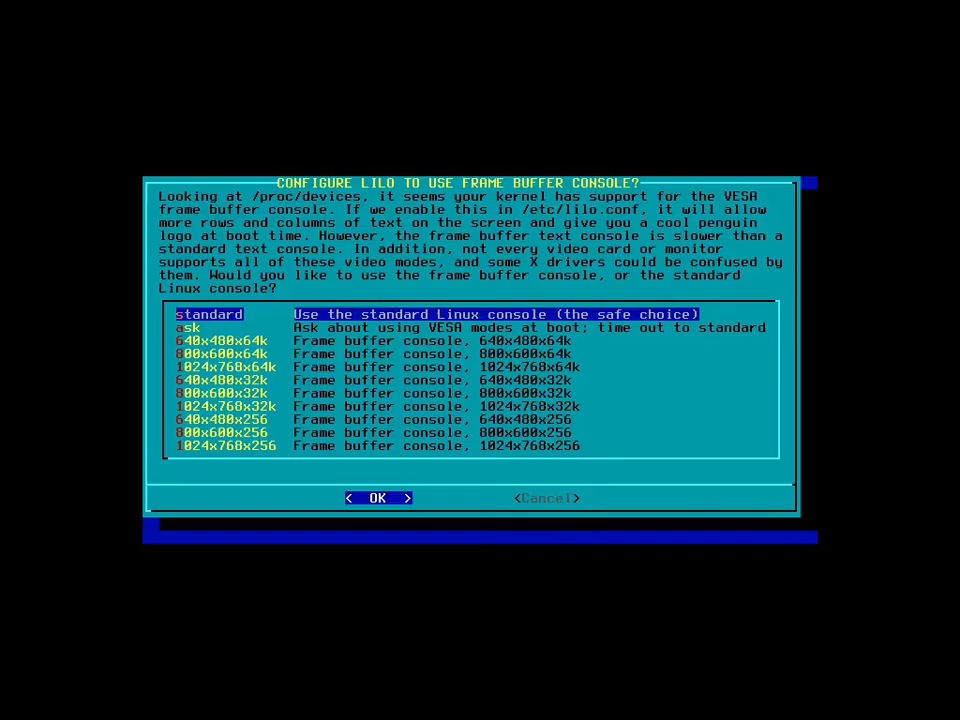 CONFIGURE LILO TO USE FRAME BUFFER CONSOLE?
Looking at /proc/devices, it seems your kernel has support for the VESA
frame buffer console. If we enable this in /etc/lilo.conf, it will allow
more rows and columns of text on the screen and give you a cool penguin
logo at boot time. However, the frame buffer text console is slower than a
standard text console. In addition, not every video card or monitor
supports all of these video modes, and some X drivers could be confused by
them. Would you like to use the frame buffer console, or the standard
Linux console?
standard Use the standard Linux console (the safe choice)
ask Ask about using VESA modes at boot; time out to standard
640x480x64k Frame buffer console, 640x480x64k
800x600x64k Frame buffer console, 800x600x64k
1024x768x64k Frame buffer console, 1024x768x64k
640x480x32k Frame buffer console, 640x480x32k
800x600x32k Frame buffer console, 800x600x32k
1024x768x32k Frame buffer console, 1024x768x32k
640x480x256 Frame buffer console, 640x480x256
800x600x256 Frame buffer console, 800x600x256
1024x768x256 Frame buffer console, 1024x768x256
< OK > <Cancel>